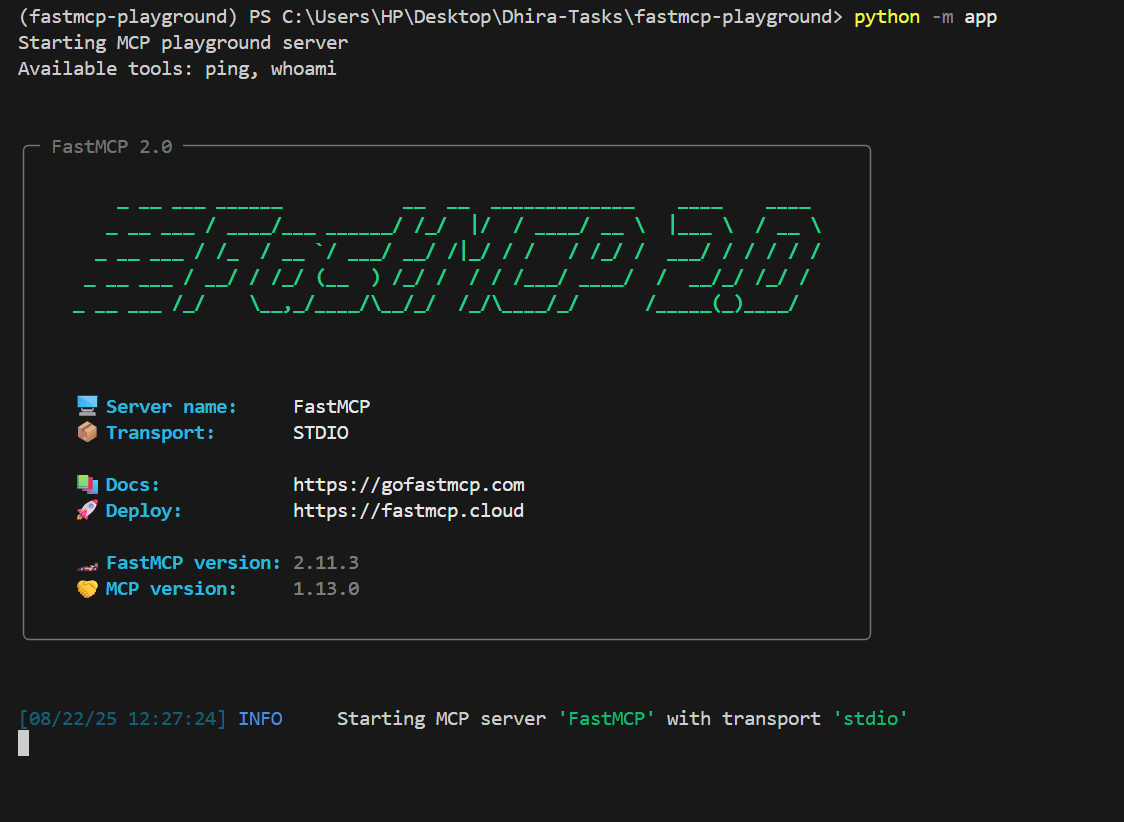 (fastmcp-playground) PS C:\Users\HP\Desktop\Dhira-Tasks\fastmcp-playground> python -m app
Starting MCP playground server
Available tools: ping, whoami
FastMCP 2.0
FastMCP 2.0
Server name: FastMCP
Transport: STDIO
Docs: https://gofastmcp.com
Deploy: https://fastmcp.cloud
FastMCP version: 2.11.3
MCP version: 1.13.0
[08/22/25 12:27:24] INFO Starting MCP server 'FastMCP' with transport 'stdio'